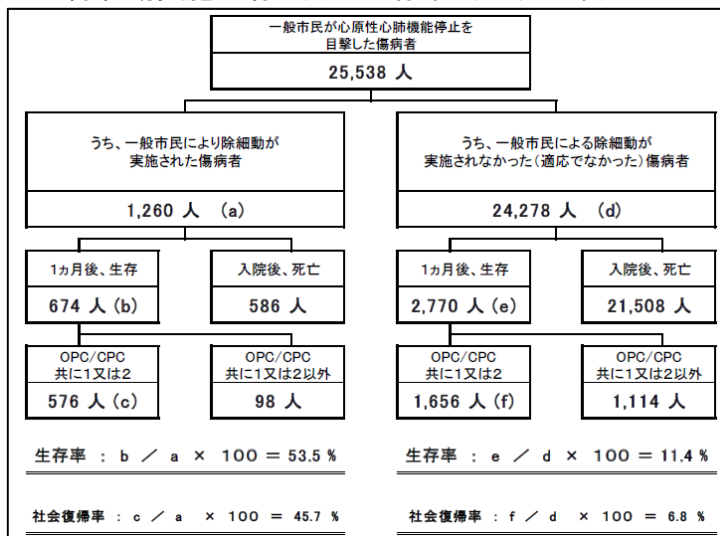 一般市民が心原性心肺機能停止を
目撃した傷病者
25,538 人
うち、一般市民により除細動が
実施された傷病者
1,260 人 (a)
うち、一般市民による除細動が
実施されなかった(適応でなかった)傷病者
24,278 人 (d)
1ヵ月後、生存
674 人 (b)
入院後、死亡
586 人
1ヵ月後、生存
2,770 人 (e)
入院後、死亡
21,508 人
OPC/CPC
共に1又は2
576 人 (c)
OPC/CPC
共に1又は2以外
98 人
OPC/CPC
共に1又は2
1,656 人 (f)
OPC/CPC
共に1又は2以外
1,114 人
生存率 : b / a × 100 = 53.5 %
生存率 : e / d × 100 = 11.4 %
社会復帰率 : c / a × 100 = 45.7 %
社会復帰率 : f / d × 100 = 6.8 %